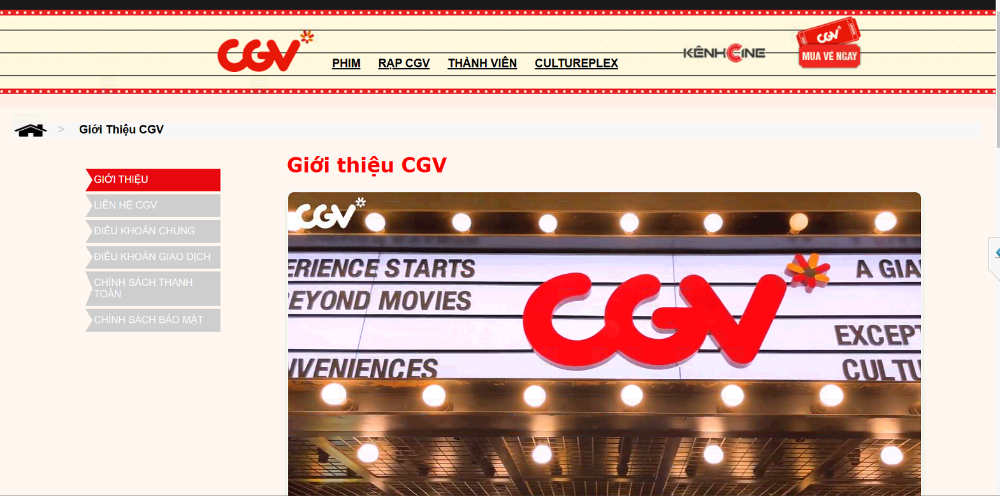 CGV
PHIM RẠP CGV THÀNH VIÊN CULTUREPLEX
KÊNH CINE
CGV
MUA VÉ NGAY
> Giới Thiệu CGV
GIỚI THIỆU
LIÊN HỆ CGV
ĐIỀU KHOẢN CHUNG
ĐIỀU KHOẢN GIAO DỊCH
CHÍNH SÁCH THANH
TOÁN
CHÍNH SÁCH BẢO MẬT
Giới thiệu CGV
CGV
ERIENCE STARTS
EYOND MOVIES
NVENIENCES
CGV
A GIA
EXCEPT
CULTU